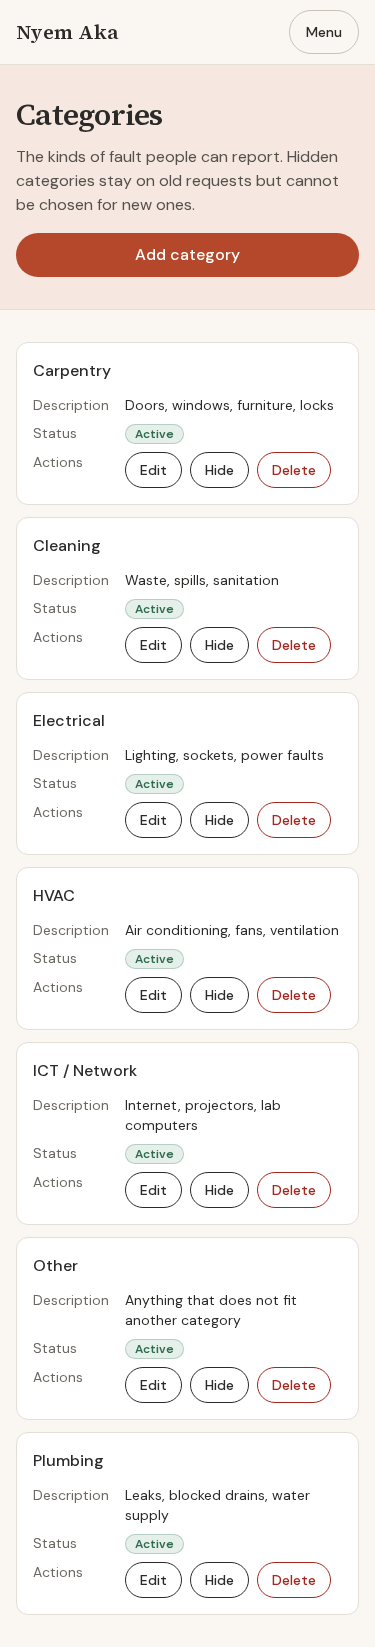 Nyem Aka
Menu
Categories
The kinds of fault people can report. Hidden
categories stay on old requests but cannot
be chosen for new ones.
Add category
Carpentry
Description Doors, windows, furniture, locks
Status Active
Actions Edit Hide Delete
Cleaning
Description Waste, spills, sanitation
Status Active
Actions Edit Hide Delete
Electrical
Description Lighting, sockets, power faults
Status Active
Actions Edit Hide Delete
HVAC
Description Air conditioning, fans, ventilation
Status Active
Actions Edit Hide Delete
ICT / Network
Description Internet, projectors, lab
computers
Status Active
Actions Edit Hide Delete
Other
Description Anything that does not fit
another category
Status Active
Actions Edit Hide Delete
Plumbing
Description Leaks, blocked drains, water
supply
Status Active
Actions Edit Hide Delete